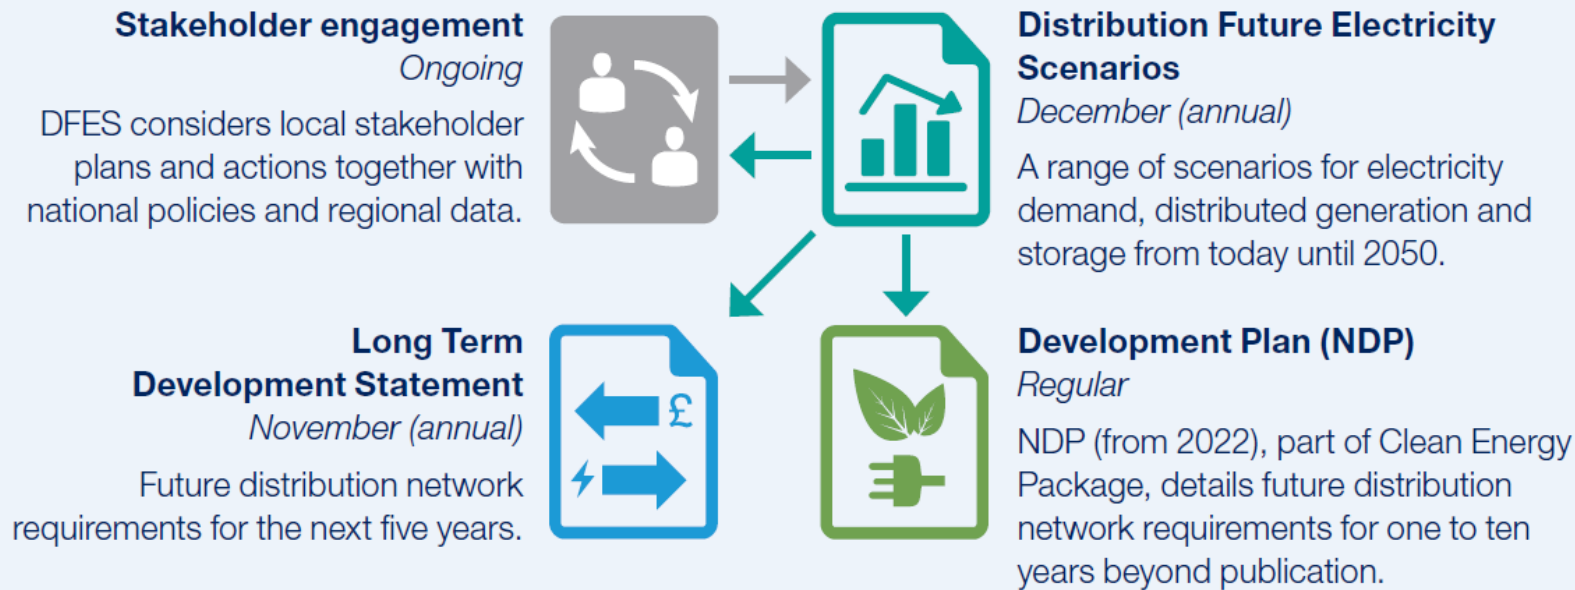 Stakeholder engagement
Ongoing
DFES considers local stakeholder
plans and actions together with
national policies and regional data.
Distribution Future Electricity
Scenarios
December (annual)
A range of scenarios for electricity
demand, distributed generation and
storage from today until 2050.
Long Term
Development Statement
November (annual)
Future distribution network
requirements for the next five years.
£
Development Plan (NDP)
Regular
NDP (from 2022), part of Clean Energy
Package, details future distribution
network requirements for one to ten
years beyond publication.